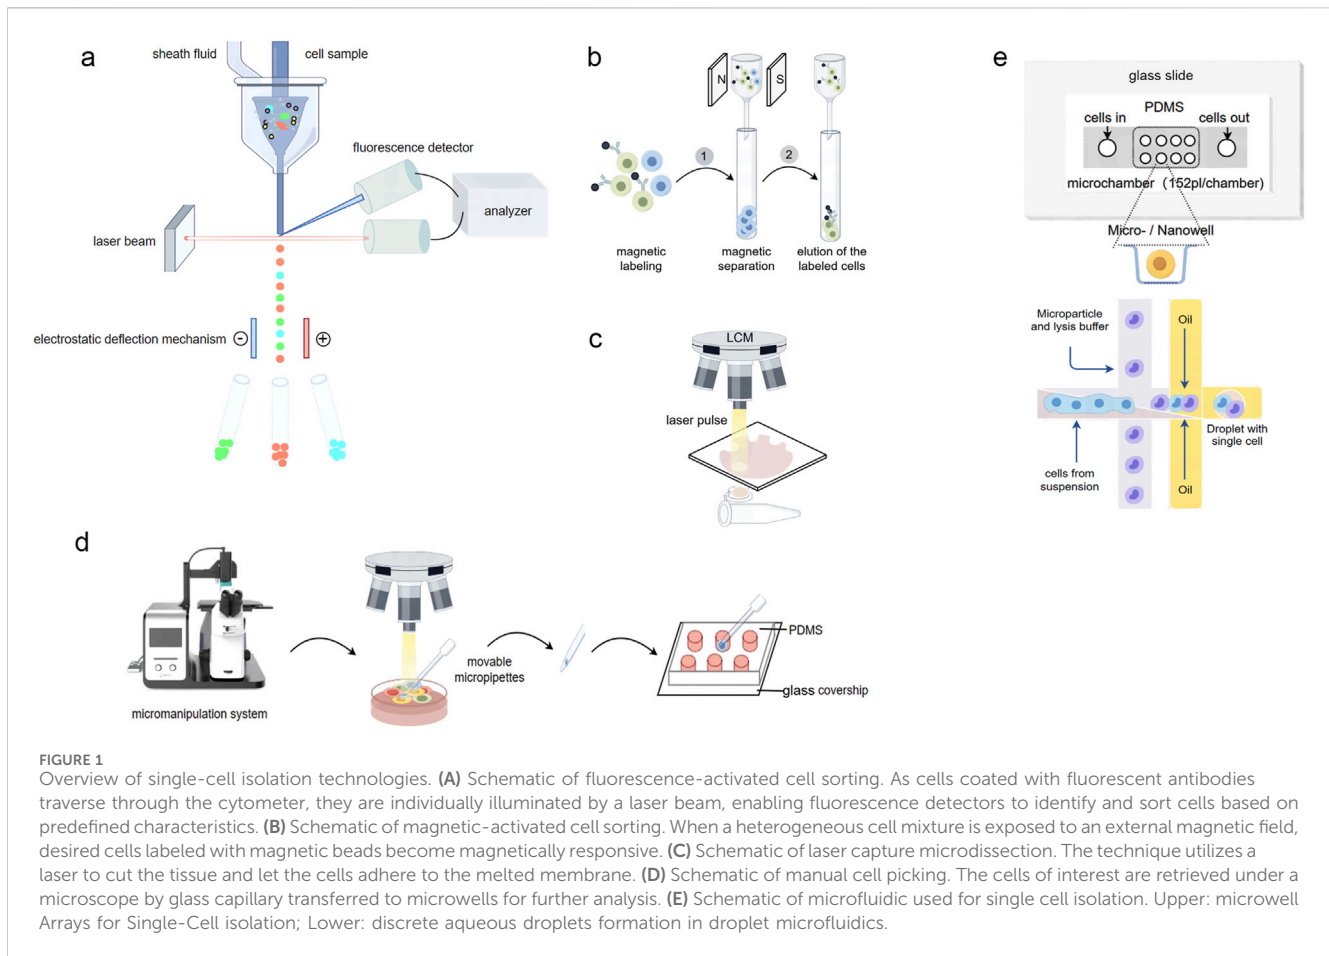 a
sheath fluid
cell sample
fluorescence detector
analyzer
laser beam
electrostatic deflection mechanism
-
+
b
N
S
1
2
magnetic
labeling
magnetic
separation
elution of the
labeled cells
c
LCM
laser pulse
d
micromanipulation system
movable
micropipettes
PDMS
glass covership
e
glass slide
PDMS
cells in
cells out
microchamber (152pl/chamber)
Micro- / Nanowell
Microparticle
and lysis buffer
Oil
Droplet with
single cell
cells from
suspension
Oil
FIGURE 1
Overview of single-cell isolation technologies. (A) Schematic of fluorescence-activated cell sorting. As cells coated with fluorescent antibodies
traverse through the cytometer, they are individually illuminated by a laser beam, enabling fluorescence detectors to identify and sort cells based on
predefined characteristics. (B) Schematic of magnetic-activated cell sorting. When a heterogeneous cell mixture is exposed to an external magnetic field,
desired cells labeled with magnetic beads become magnetically responsive. (C) Schematic of laser capture microdissection. The technique utilizes a
laser to cut the tissue and let the cells adhere to the melted membrane. (D) Schematic of manual cell picking. The cells of interest are retrieved under a
microscope by glass capillary transferred to microwells for further analysis. (E) Schematic of microfluidic used for single cell isolation. Upper: microwell
Arrays for Single-Cell isolation; Lower: discrete aqueous droplets formation in droplet microfluidics.